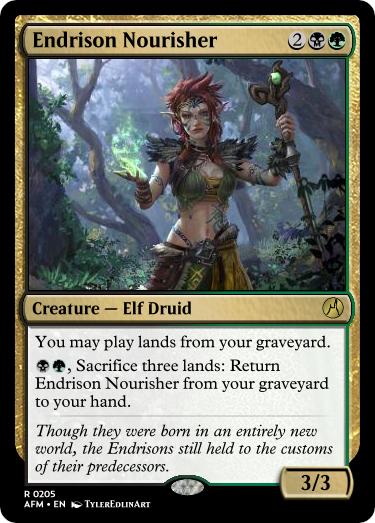 Endrison Nourisher 2
Creature — Elf Druid
You may play lands from your graveyard.
, Sacrifice three lands: Return
Endrison Nourisher from your graveyard
to your hand.
Though they were born in an entirely new
world, the Endrisons still held to the customs
of their predecessors.
3/3
R 0205
AFM • EN TylerEdlinArt